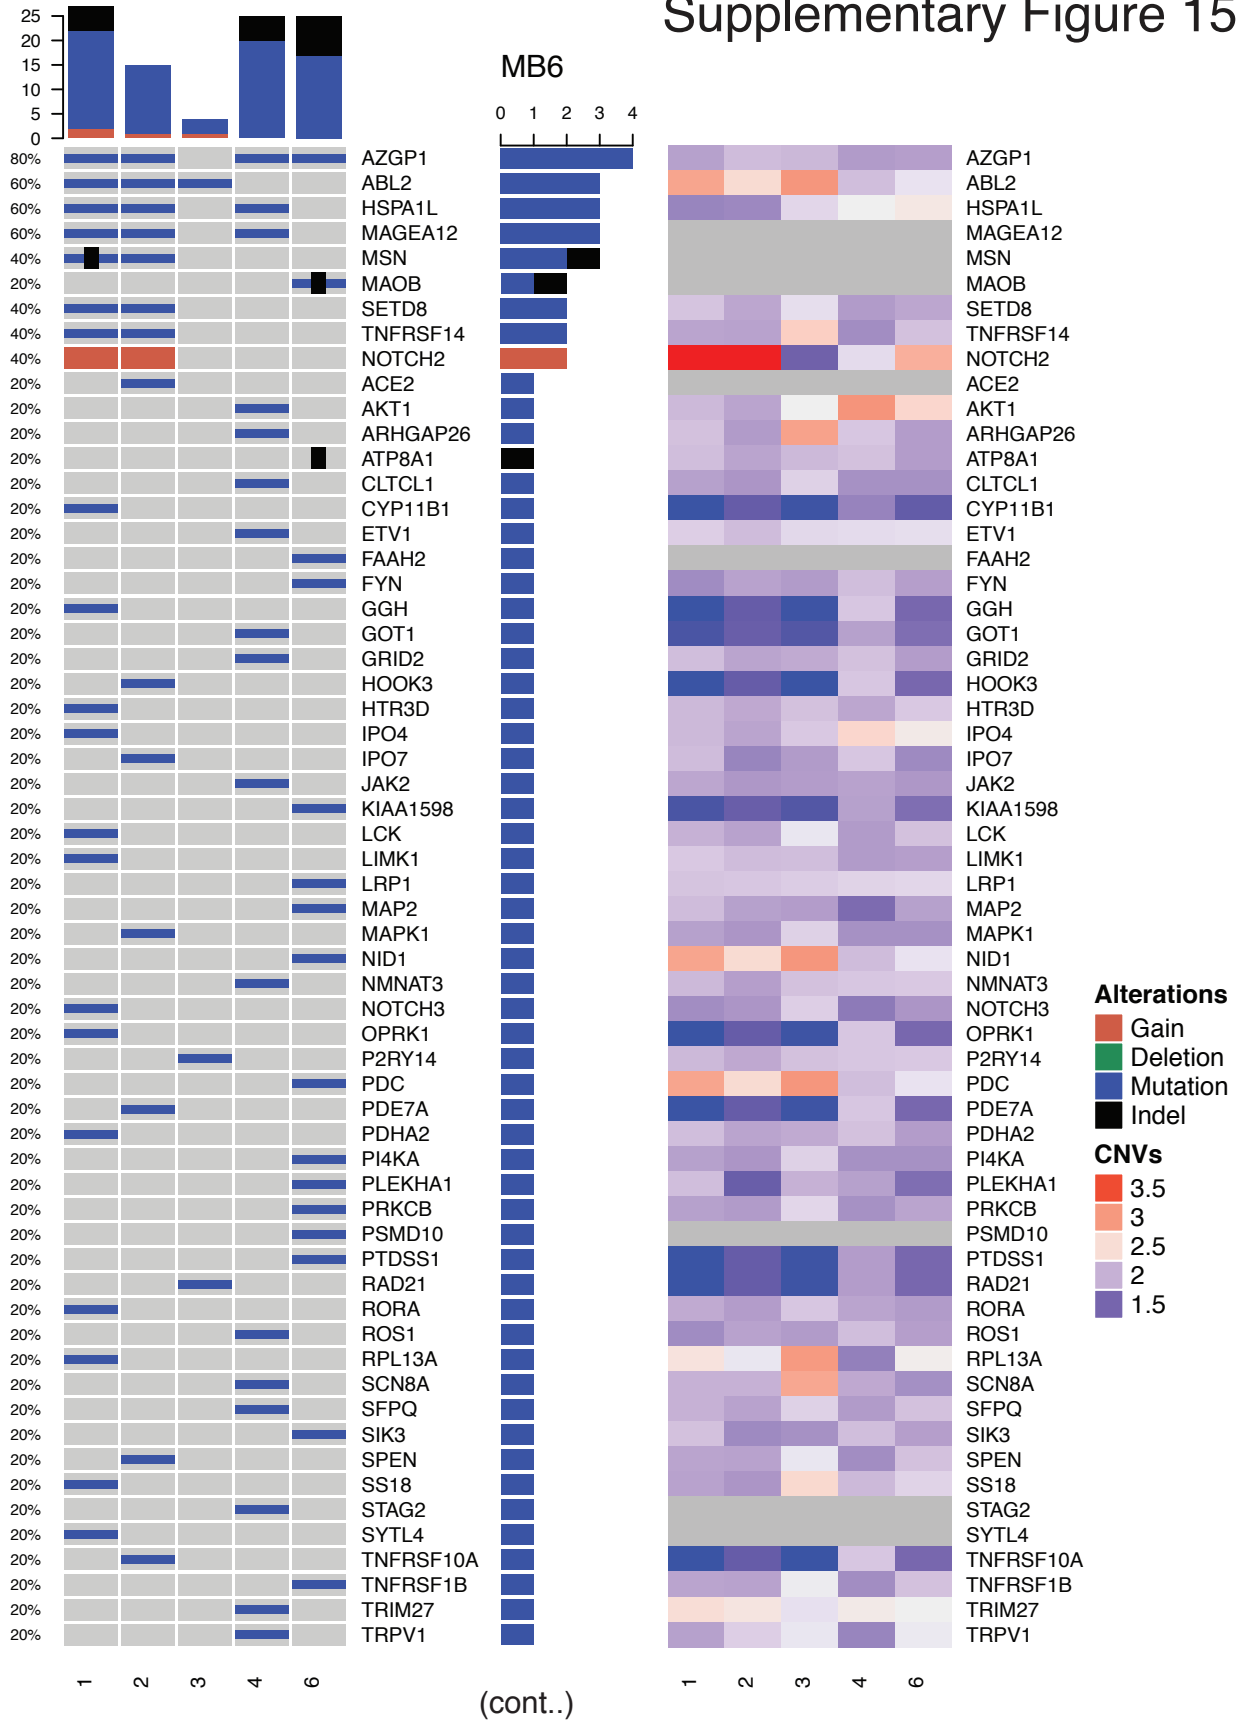 Supplementary Figure 15
MB6
25
20
15
10
5
0
0 1 2 3 4
80% AZGP1 AZGP1
60% ABL2 ABL2
60% HSPA1L HSPA1L
60% MAGEA12 MAGEA12
40% MSN MSN
20% MAOB MAOB
40% SETD8 SETD8
40% TNFRSF14 TNFRSF14
40% NOTCH2 NOTCH2
20% ACE2 ACE2
20% AKT1 AKT1
20% ARHGAP26 ARHGAP26
20% ATP8A1 ATP8A1
20% CLTCL1 CLTCL1
20% CYP11B1 CYP11B1
20% ETV1 ETV1
20% FAAH2 FAAH2
20% FYN FYN
20% GGH GGH
20% GOT1 GOT1
20% GRID2 GRID2
20% HOOK3 HOOK3
20% HTR3D HTR3D
20% IPO4 IPO4
20% IPO7 IPO7
20% JAK2 JAK2
20% KIAA1598 KIAA1598
20% LCK LCK
20% LIMK1 LIMK1
20% LRP1 LRP1
20% MAP2 MAP2
20% MAPK1 MAPK1
20% NID1 NID1
20% NMNAT3 NMNAT3
20% NOTCH3 NOTCH3
20% OPRK1 OPRK1
20% P2RY14 P2RY14
20% PDC PDC
20% PDE7A PDE7A
20% PDHA2 PDHA2
20% PI4KA PI4KA
20% PLEKHA1 PLEKHA1
20% PRKCB PRKCB
20% PSMD10 PSMD10
20% PTDSS1 PTDSS1
20% RAD21 RAD21
20% RORA RORA
20% ROS1 ROS1
20% RPL13A RPL13A
20% SCN8A SCN8A
20% SFPQ SFPQ
20% SIK3 SIK3
20% SPEN SPEN
20% SS18 SS18
20% STAG2 STAG2
20% SYTL4 SYTL4
20% TNFRSF10A TNFRSF10A
20% TNFRSF1B TNFRSF1B
20% TRIM27 TRIM27
20% TRPV1 TRPV1
1 2 3 4 6 1 2 3 4 6
(cont..)
Alterations
Gain
Deletion
Mutation
Indel
CNVs
3.5
3
2.5
2
1.5